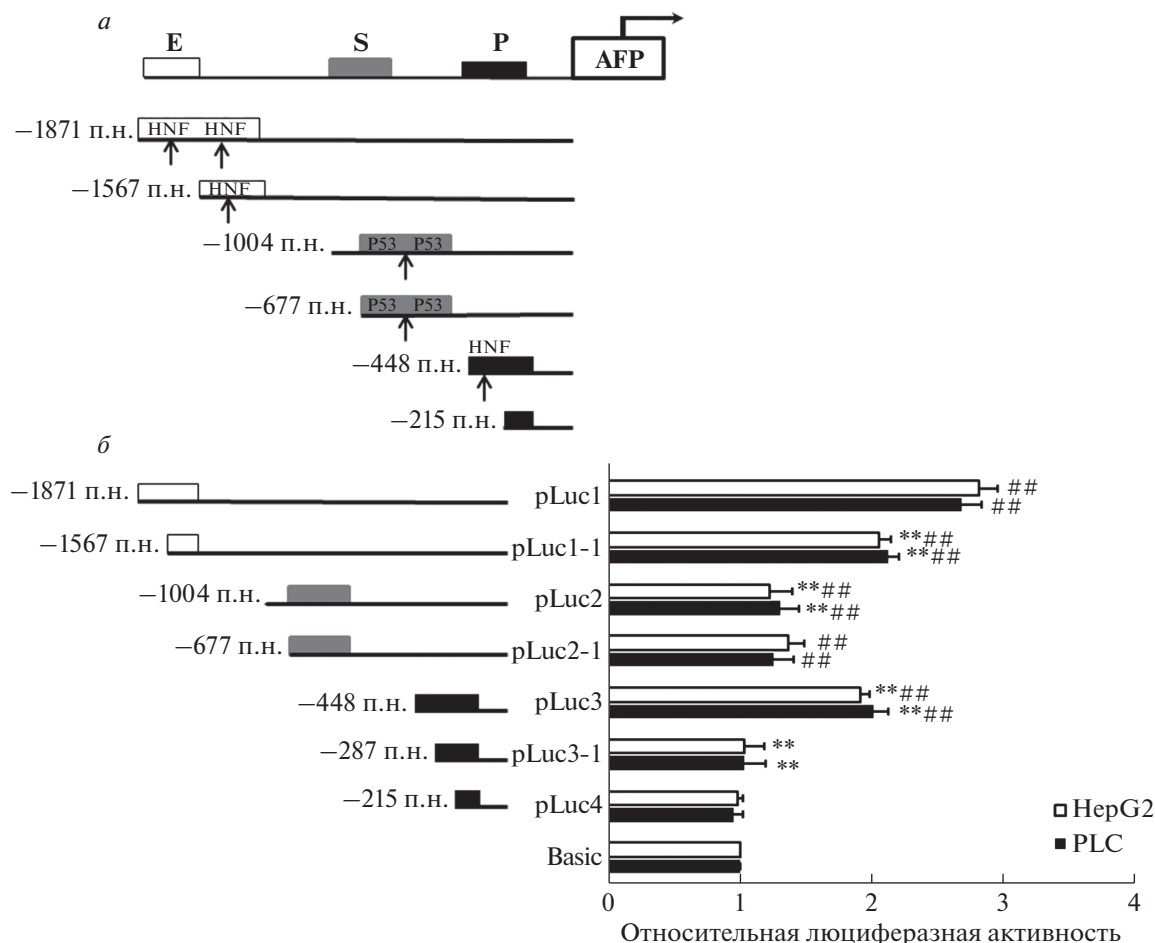 а
E S P
AFP
−1871 п.н. HNF HNF
−1567 п.н. HNF
−1004 п.н. P53 P53
−677 п.н. P53 P53
HNF
−448 п.н.
−215 п.н.
б
−1871 п.н. pLuc1 ##
##
−1567 п.н. pLuc1-1 **##
**##
−1004 п.н. pLuc2 **##
**##
−677 п.н. pLuc2-1 ##
##
−448 п.н. pLuc3 **##
**##
−287 п.н. pLuc3-1 **
**
−215 п.н. pLuc4
HepG2
Basic PLC
0 1 2 3 4
Относительная люциферазная активность